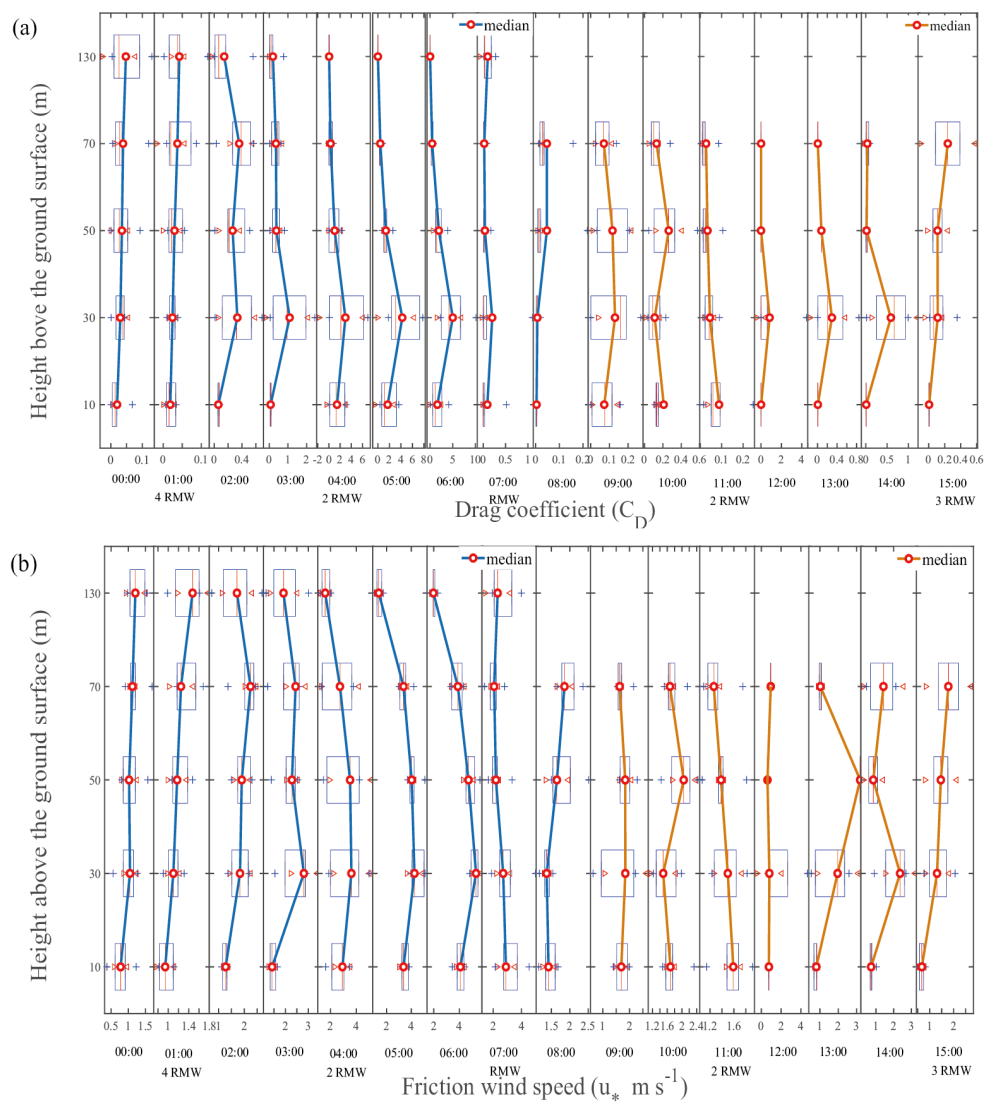 (a)
median
median
130
70
50
30
10
Height bove the ground surface (m)
0 0.1 0 0.1 0 0.4 0 1 2 -2 0 2 4 6 0 2 4 6 8 0 5 10 0 1 0 1 0 0.1 0.2 0 0.2 0.4 0.6 0.2 0 2 4 0 0.4 0.8 0 0.5 1 0 0.2 0.4 0.6
00:00 01:00 02:00 03:00 04:00 05:00 06:00 07:00 08:00 09:00 10:00 11:00 12:00 13:00 14:00 15:00
4 RMW 2 RMW RMW 2 RMW 3 RMW
Drag coefficient (C_D)
(b)
median
median
130
70
50
30
10
Height above the ground surface (m)
0.5 1 1.5 1 1.4 1.8 1 2 2 3 2 4 2 4 2 4 2 4 1.5 2 2.5 1 2 1.2 1.6 2 2.4 1.2 1.6 0 2 4 1 2 3 1 2 3 1 2
00:00 01:00 02:00 03:00 04:00 05:00 06:00 07:00 08:00 09:00 10:00 11:00 12:00 13:00 14:00 15:00
4 RMW 2 RMW RMW 2 RMW 3 RMW
Friction wind speed (u_* m s^-1)